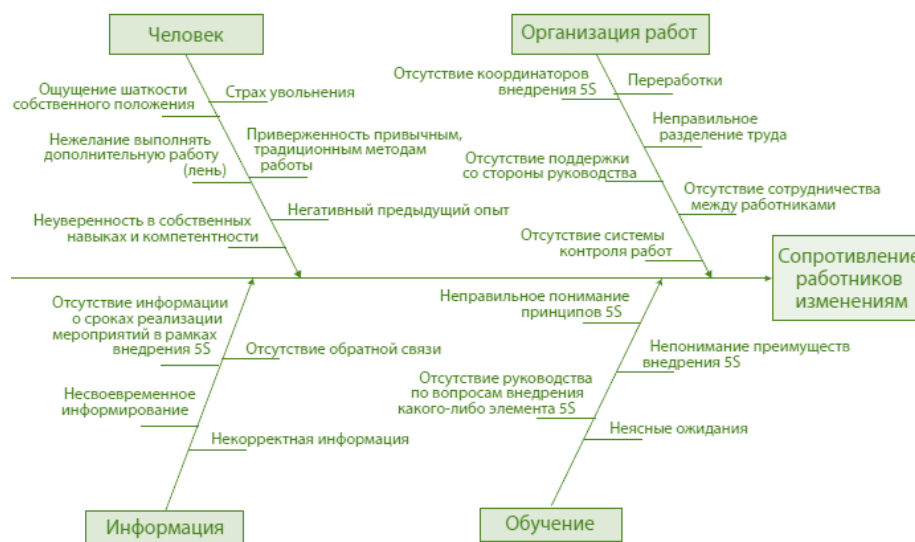 Человек
Организация работ
Ощущение шаткости
собственного положения
Страх увольнения
Нежелание выполнять
дополнительную работу
(лень)
Приверженность привычным,
традиционным методам
работы
Неуверенность в собственных
навыках и компетентности
Негативный предыдущий опыт
Отсутствие координаторов
внедрения 5S
Переработки
Неправильное
разделение труда
Отсутствие поддержки
со стороны руководства
Отсутствие сотрудничества
между работниками
Отсутствие системы
контроля работ
Сопротивление
работников
изменениям
Отсутствие информации
о сроках реализации
мероприятий в рамках
внедрения 5S
Отсутствие обратной связи
Несвоевременное
информирование
Некорректная информация
Неправильное понимание
принципов 5S
Непонимание преимуществ
внедрения 5S
Отсутствие руководства
по вопросам внедрения
какого-либо элемента 5S
Неясные ожидания
Информация
Обучение